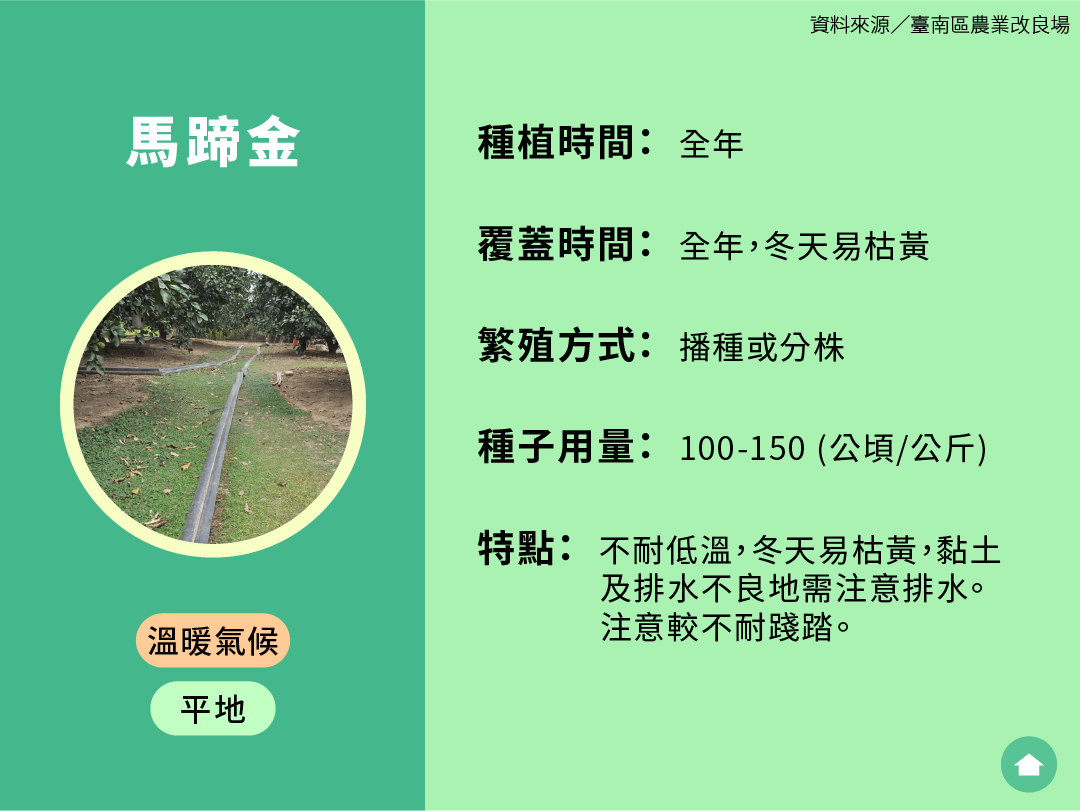 資料來源／臺南區農業改良場
馬蹄金
溫暖氣候
平地
種植時間： 全年
覆蓋時間： 全年，冬天易枯黃
繁殖方式： 播種或分株
種子用量： 100-150 (公頃/公斤)
特點： 不耐低溫，冬天易枯黃，黏土
及排水不良地需注意排水。
注意較不耐踐踏。